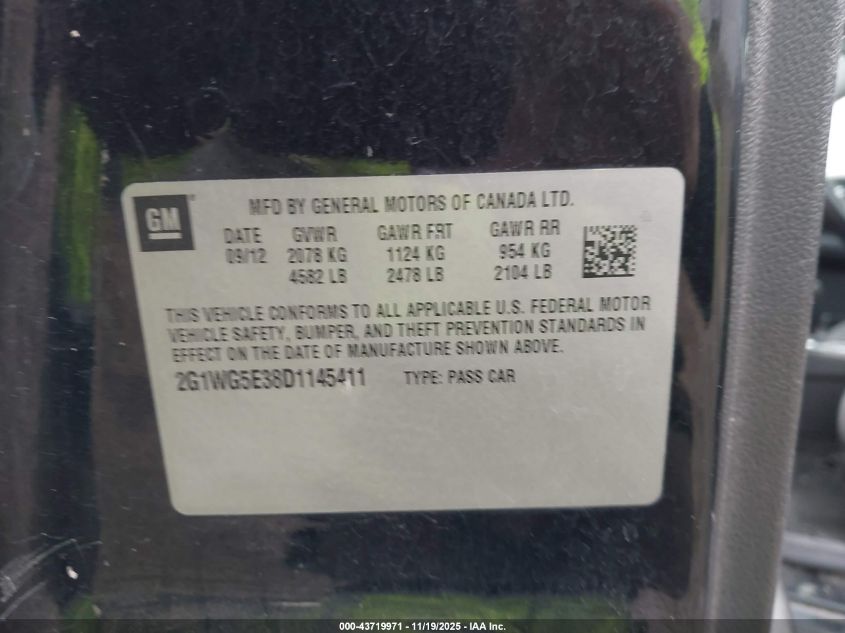 GM ®
MFD BY GENERAL MOTORS OF CANADA LTD.
DATE GVWR GAWR FRT GAWR RR
09/12 2078 KG 1124 KG 954 KG
4582 LB 2478 LB 2104 LB
THIS VEHICLE CONFORMS TO ALL APPLICABLE U.S. FEDERAL MOTOR
VEHICLE SAFETY, BUMPER, AND THEFT PREVENTION STANDARDS IN
EFFECT ON THE DATE OF MANUFACTURE SHOWN ABOVE.
2G1WG5E38D1145411 TYPE: PASS CAR
000-43719971 - 11/19/2025 - IAA Inc.